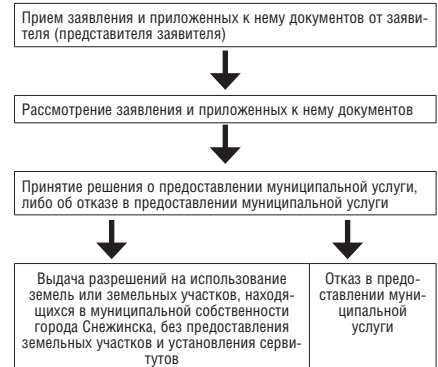 Прием заявления и приложенных к нему документов от заяви-
теля (представителя заявителя)
Рассмотрение заявления и приложенных к нему документов
Принятие решения о предоставлении муниципальной услуги,
либо об отказе в предоставлении муниципальной услуги
Выдача разрешений на использование
земель или земельных участков, находя-
щихся в муниципальной собственности
города Снежинска, без предоставления
земельных участков и установления серви-
тутов
Отказ в предо-
ставлении муни-
ципальной
услуги